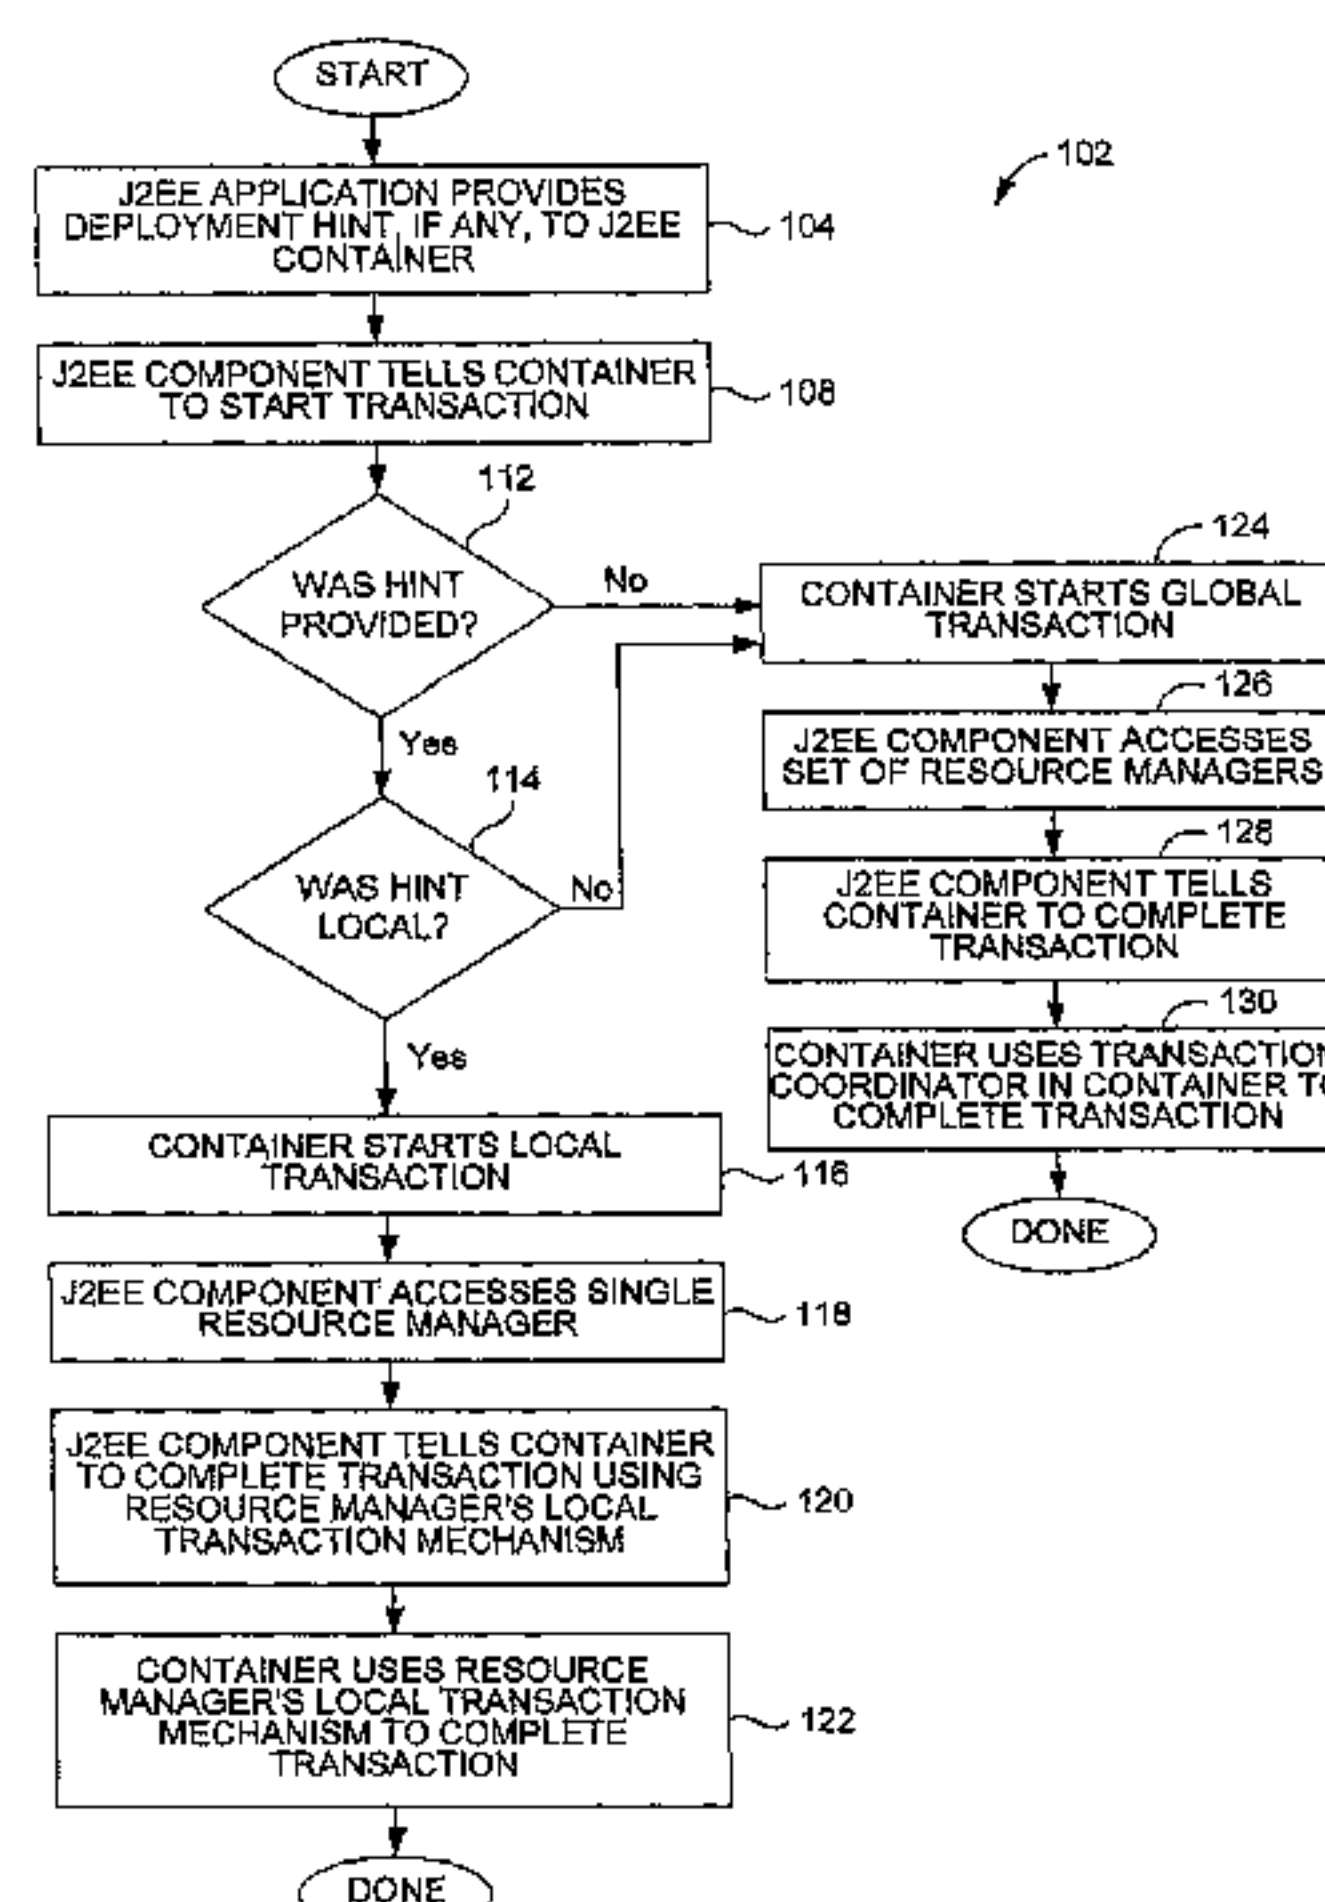 START
102
J2EE APPLICATION PROVIDES
DEPLOYMENT HINT, IF ANY, TO J2EE
CONTAINER
104
J2EE COMPONENT TELLS CONTAINER
TO START TRANSACTION
108
112
WAS HINT
PROVIDED?
No
Yes
114
WAS HINT
LOCAL?
No
Yes
CONTAINER STARTS LOCAL
TRANSACTION
116
J2EE COMPONENT ACCESSES SINGLE
RESOURCE MANAGER
118
J2EE COMPONENT TELLS CONTAINER
TO COMPLETE TRANSACTION USING
RESOURCE MANAGER'S LOCAL
TRANSACTION MECHANISM
120
CONTAINER USES RESOURCE
MANAGER'S LOCAL TRANSACTION
MECHANISM TO COMPLETE
TRANSACTION
122
DONE
124
CONTAINER STARTS GLOBAL
TRANSACTION
126
J2EE COMPONENT ACCESSES
SET OF RESOURCE MANAGERS
128
J2EE COMPONENT TELLS
CONTAINER TO COMPLETE
TRANSACTION
130
CONTAINER USES TRANSACTION
COORDINATOR IN CONTAINER TO
COMPLETE TRANSACTION
DONE